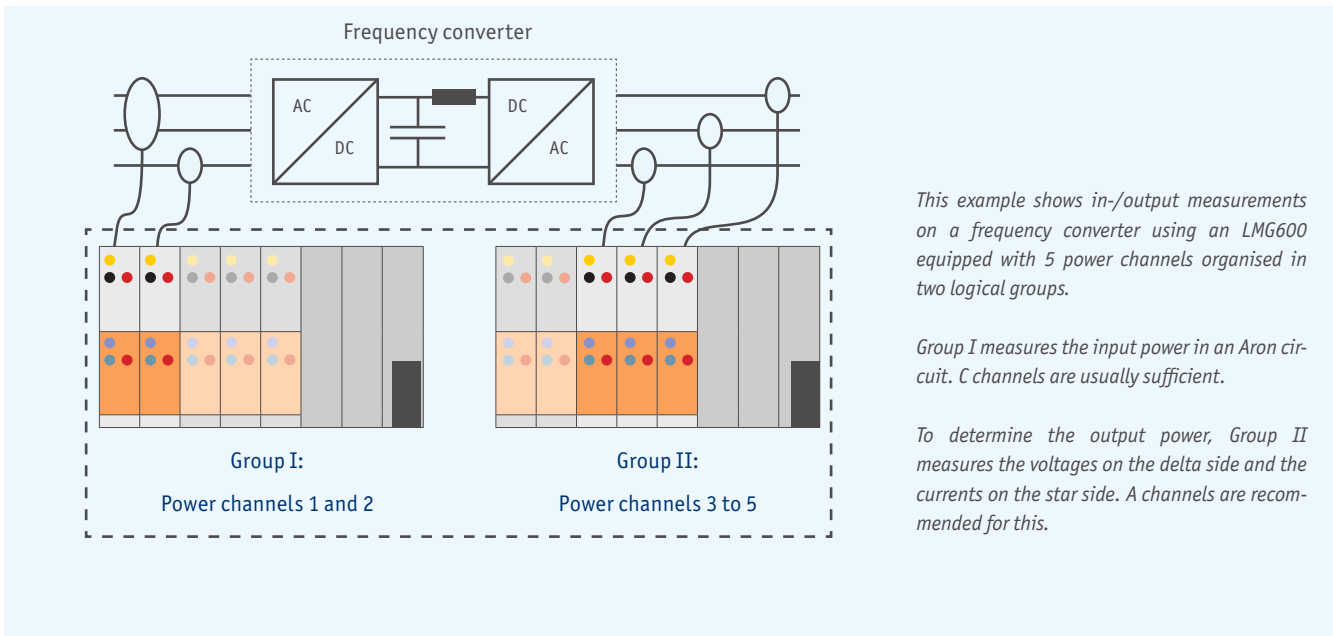 Frequency converter
AC
DC
DC
AC
Group I:
Power channels 1 and 2
Group II:
Power channels 3 to 5
This example shows in-/output measurements
on a frequency converter using an LMG600
equipped with 5 power channels organised in
two logical groups.
Group I measures the input power in an Aron cir-
cuit. C channels are usually sufficient.
To determine the output power, Group II
measures the voltages on the delta side and the
currents on the star side. A channels are recom-
mended for this.